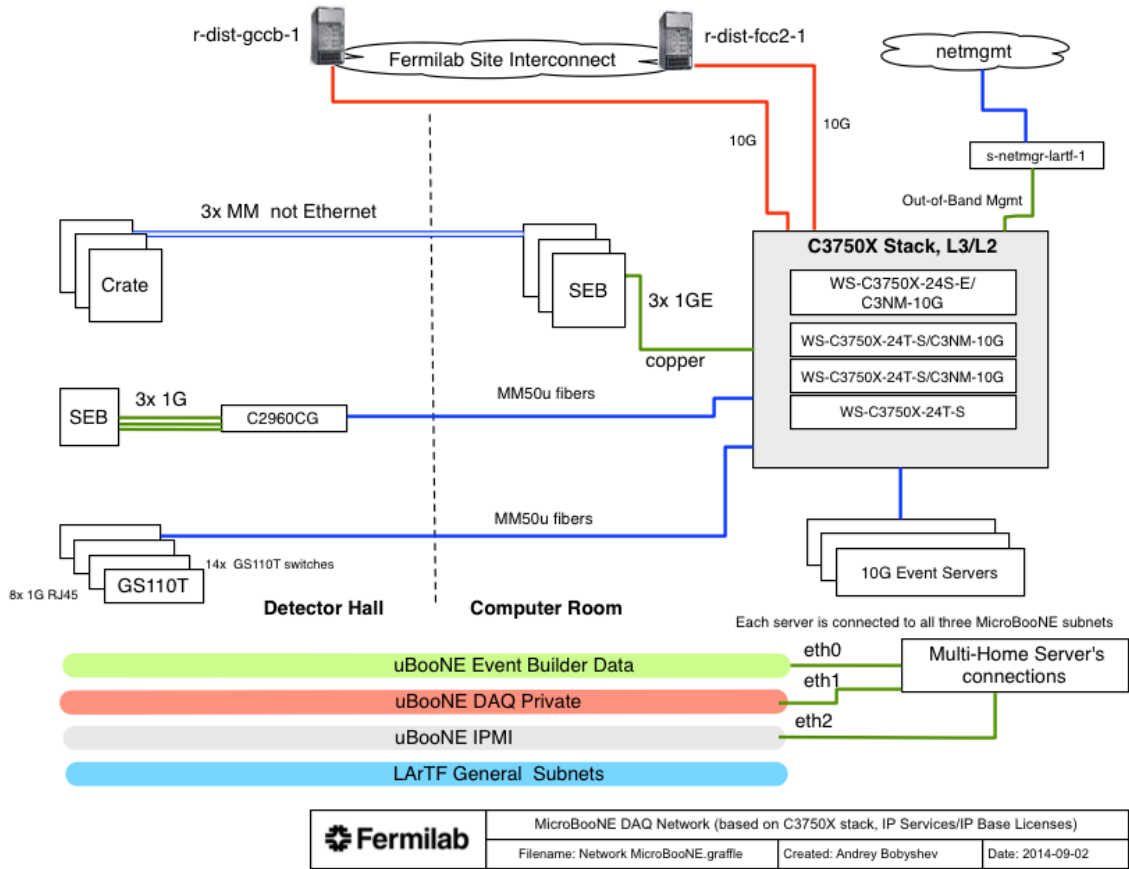 r-dist-gccb-1
r-dist-fcc2-1
Fermilab Site Interconnect
netmgmt
10G
10G
s-netmgr-lartf-1
Out-of-Band Mgmt
3x MM not Ethernet
Crate
SEB
3x 1GE
copper
C3750X Stack, L3/L2
WS-C3750X-24S-E/
C3NM-10G
WS-C3750X-24T-S/C3NM-10G
WS-C3750X-24T-S/C3NM-10G
WS-C3750X-24T-S
SEB
3x 1G
C2960CG
MM50u fibers
MM50u fibers
14x GS110T switches
8x 1G RJ45
GS110T
10G Event Servers
Detector Hall
Computer Room
Each server is connected to all three MicroBooNE subnets
uBooNE Event Builder Data
eth0
Multi-Home Server's
connections
eth1
uBooNE DAQ Private
eth2
uBooNE IPMI
LArTF General Subnets
Fermilab
MicroBooNE DAQ Network (based on C3750X stack, IP Services/IP Base Licenses)
Filename: Network MicroBooNE.graffle
Created: Andrey Bobyshev
Date: 2014-09-02